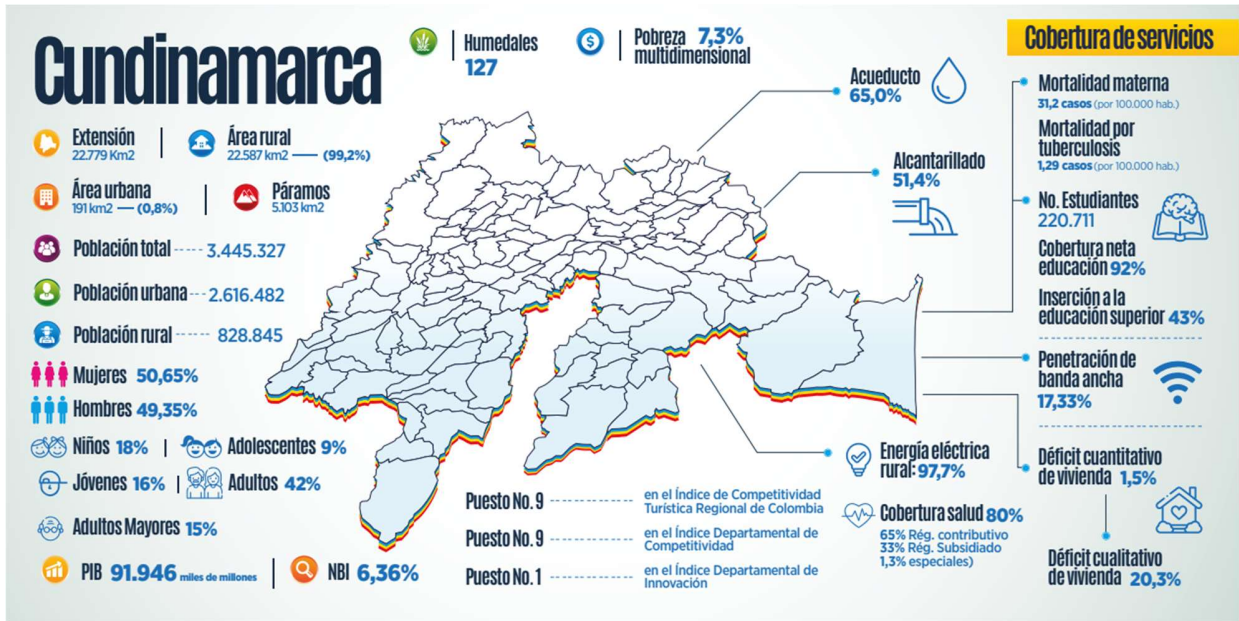 Cundinamarca
Humedales
127
Pobreza 7,3%
multidimensional
Extensión
22.779 Km2
Área rural
22.587 km2 — (99,2%)
Área urbana
191 km2 — (0,8%)
Páramos
5.103 km2
Población total 3.445.327
Población urbana 2.616.482
Población rural 828.845
Mujeres 50,65%
Hombres 49,35%
Niños 18%
Adolescentes 9%
Jóvenes 16%
Adultos 42%
Adultos Mayores 15%
PIB 91.946 miles de millones
NBI 6,36%
Acueducto
65,0%
Alcantarillado
51,4%
Energía eléctrica
rural: 97,7%
Cobertura salud 80%
65% Rég. contributivo
33% Rég. Subsidiado
1,3% especiales)
Puesto No. 9
en el Índice de Competividad
Turística Regional de Colombia
Puesto No. 9
en el Índice Departamental de
Competitividad
Puesto No. 1
en el Índice Departamental de
Innovación
Cobertura de servicios
Mortalidad materna
31,2 casos (por 100.000 hab.)
Mortalidad por
tuberculosis
1,29 casos (por 100.000 hab.)
No. Estudiantes
220.711
Cobertura neta
educación 92%
Inserción a la
educación superior 43%
Penetración de
banda ancha
17,33%
Déficit cuantitativo
de vivienda 1,5%
Déficit cualitativo
de vivienda 20,3%